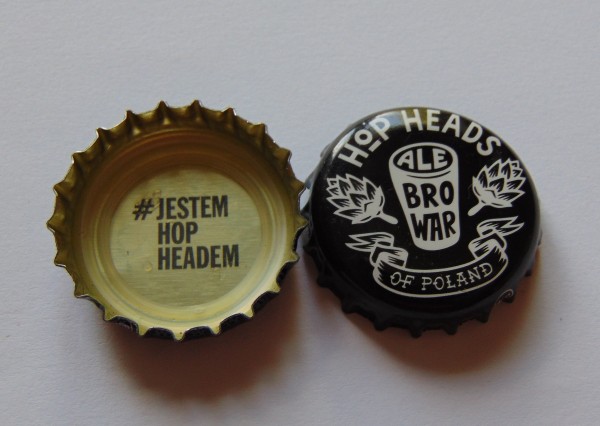 #JESTEM
HOP
HEADEM
HOP HEADS
ALE
BRO
WAR
OF POLAND